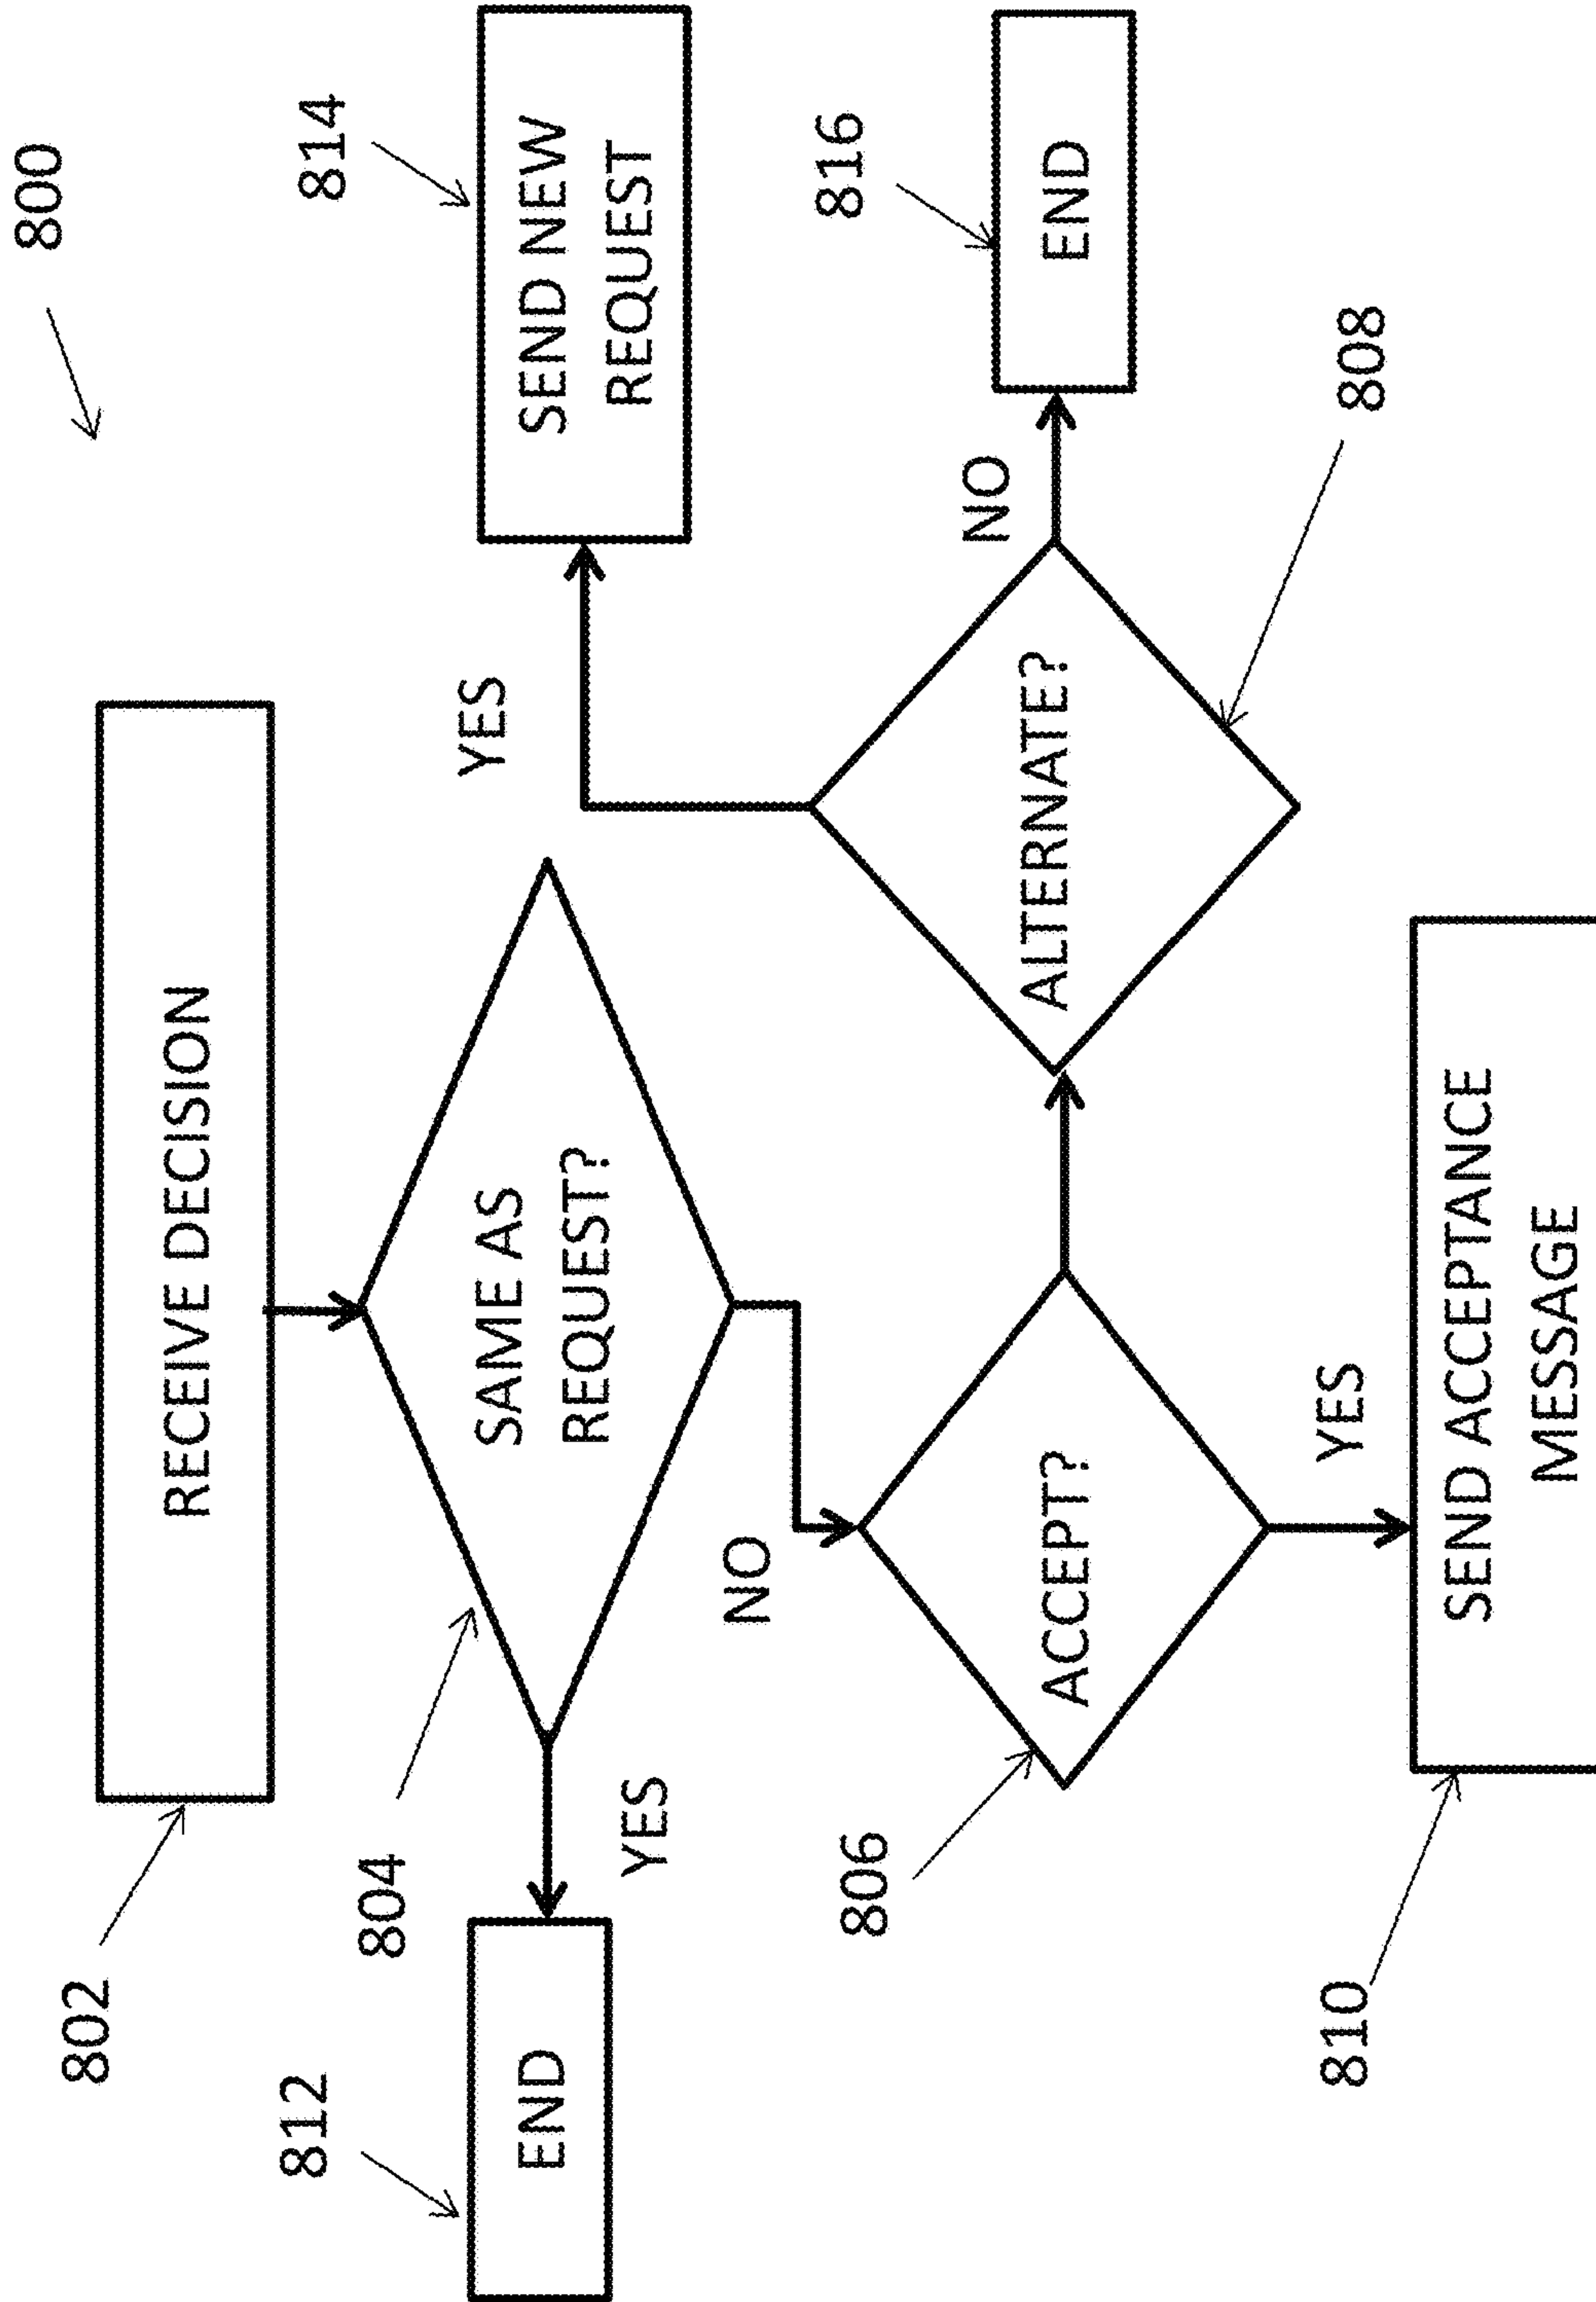 800
802
RECEIVE DECISION
804
SAME AS
REQUEST?
812
END
YES
NO
YES
814
SEND NEW
REQUEST
806
ACCEPT?
ALTERNATE?
NO
816
END
808
YES
810
SEND ACCEPTANCE
MESSAGE